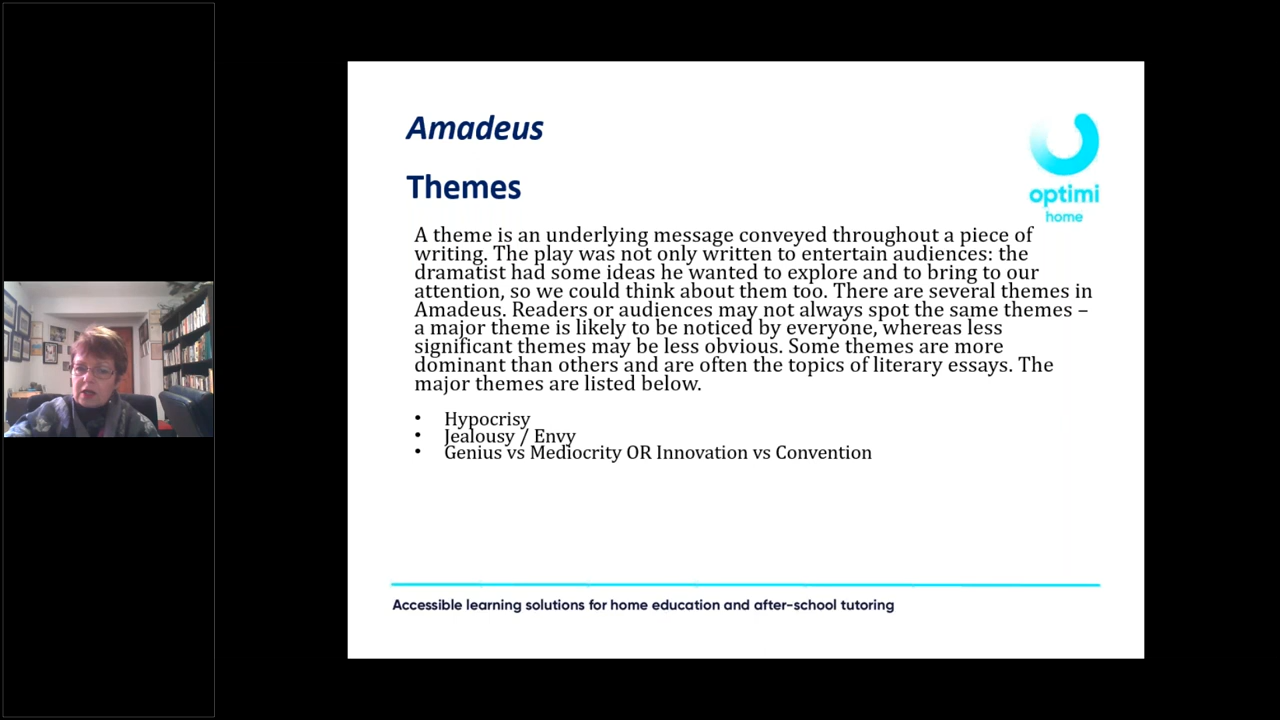 Amadeus
Themes
optimi
home
A theme is an underlying message conveyed throughout a piece of
writing. The play was not only written to entertain audiences: the
dramatist had some ideas he wanted to explore and to bring to our
attention, so we could think about them too. There are several themes in
Amadeus. Readers or audiences may not always spot the same themes –
a major theme is likely to be noticed by everyone, whereas less
significant themes may be less obvious. Some themes are more
dominant than others and are often the topics of literary essays. The
major themes are listed below.
• Hypocrisy
• Jealousy / Envy
• Genius vs Mediocrity OR Innovation vs Convention
Accessible learning solutions for home education and after-school tutoring